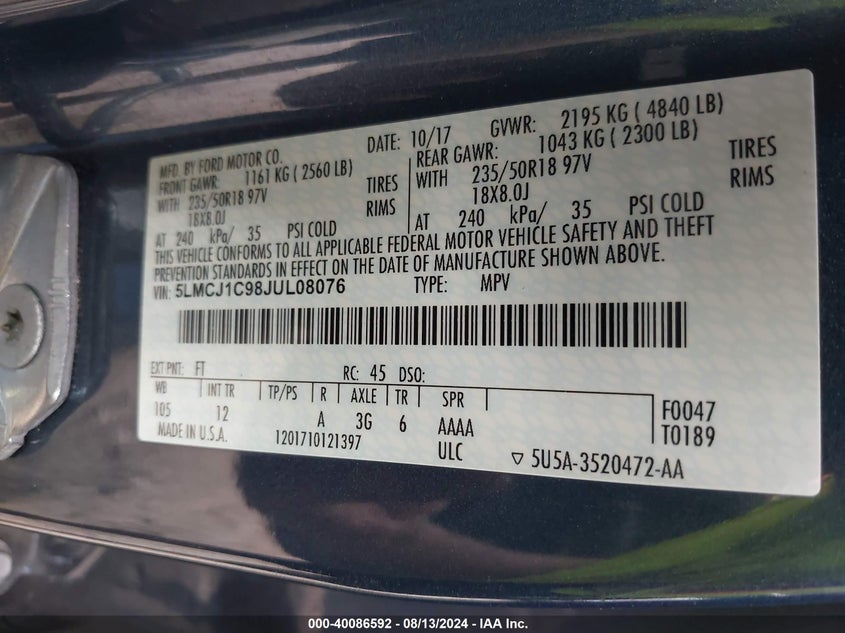 MFD. BY FORD MOTOR CO. DATE: 10/17 GVWR: 2195 KG ( 4840 LB)
FRONT GAWR: 1161 KG ( 2560 LB) REAR GAWR: 1043 KG ( 2300 LB)
WITH 235/50R18 97V TIRES WITH 235/50R18 97V TIRES
18X8.0J RIMS 18X8.0J RIMS
AT 240 kPa/ 35 PSI COLD AT 240 kPa/ 35 PSI COLD
THIS VEHICLE CONFORMS TO ALL APPLICABLE FEDERAL MOTOR VEHICLE SAFETY AND THEFT
PREVENTION STANDARDS IN EFFECT ON THE DATE OF MANUFACTURE SHOWN ABOVE.
VIN: 5LMCJ1C98JUL08076 TYPE: MPV
EXT PNT: FT RC: 45 DSO:
WB INT TR TP/PS R AXLE TR SPR
105 12 A 3G 6 AAAA F0047
MADE IN U.S.A. 1201710121397 ULC T0189
▽ 5U5A-3520472-AA
000-40086592 - 08/13/2024 - IAA Inc.